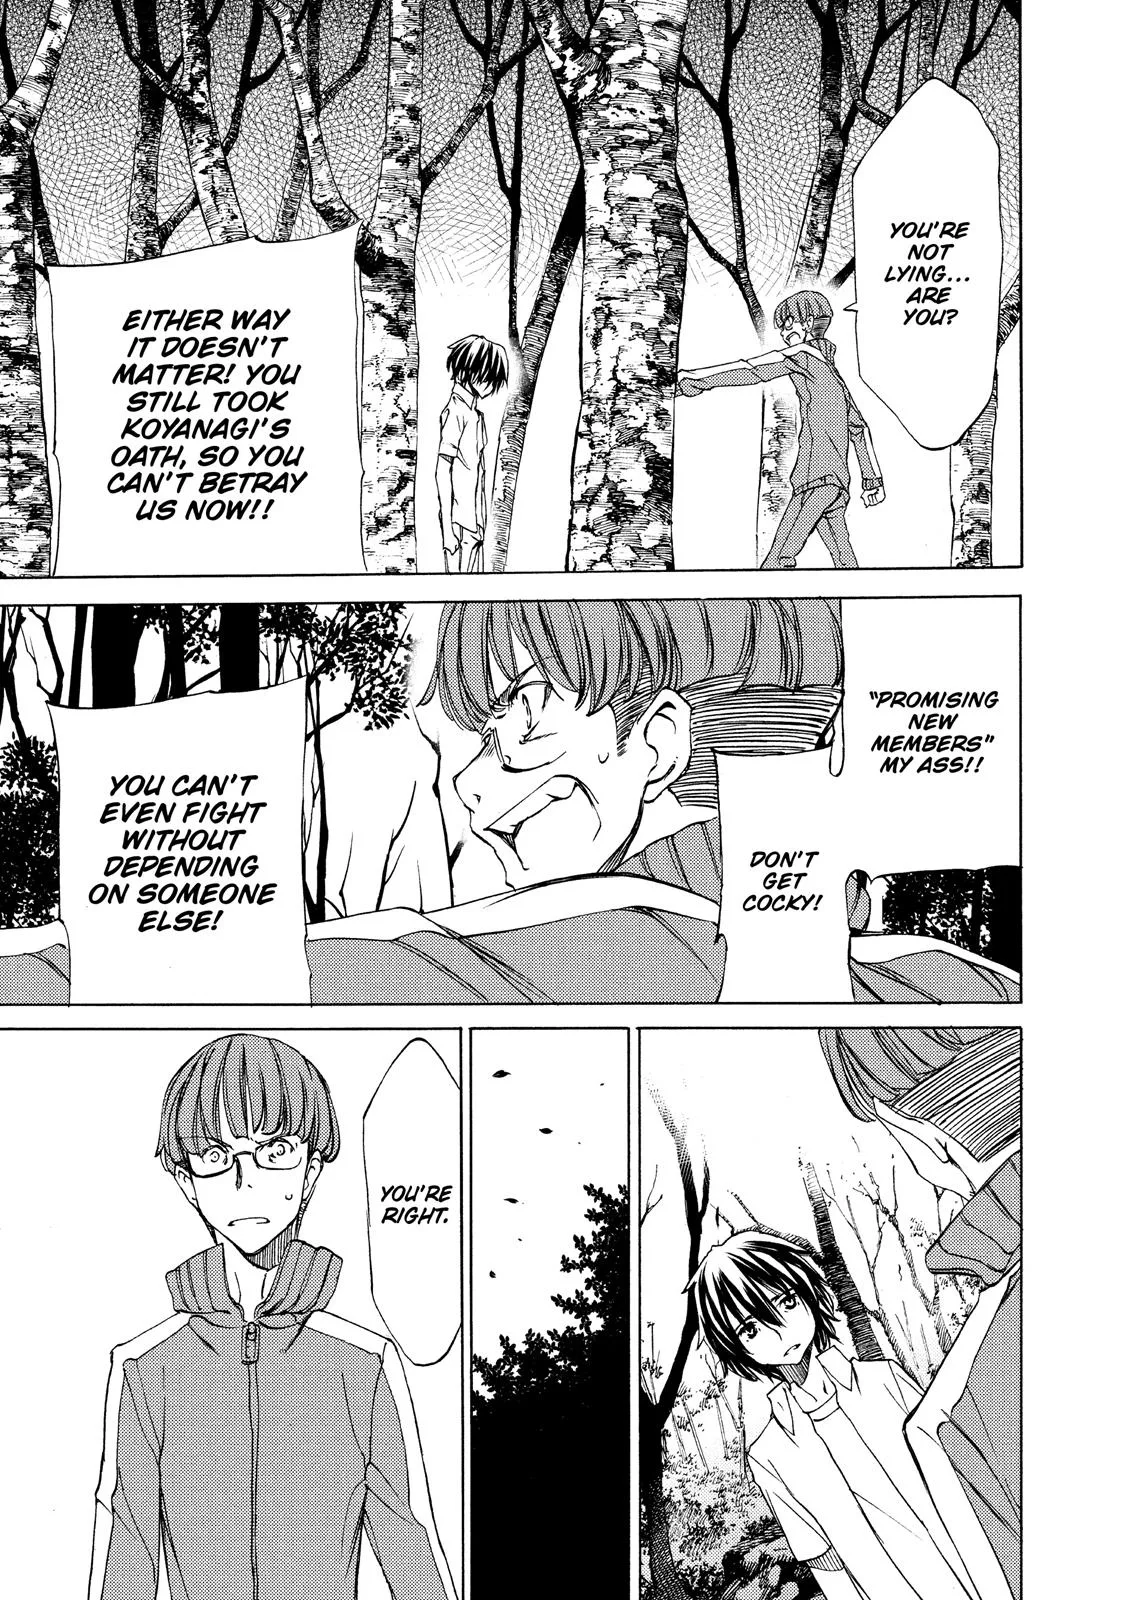 YOU'RE
NOT
LYING...
ARE
YOU?
EITHER WAY
IT DOESN'T
MATTER! YOU
STILL TOOK
KOYANAGI'S
OATH, SO YOU
CAN'T BETRAY
US NOW!!
"PROMISING
NEW
MEMBERS"
MY ASS!!
DON'T
GET
COCKY!
YOU CAN'T
EVEN FIGHT
WITHOUT
DEPENDING
ON SOMEONE
ELSE!
YOU'RE
RIGHT.